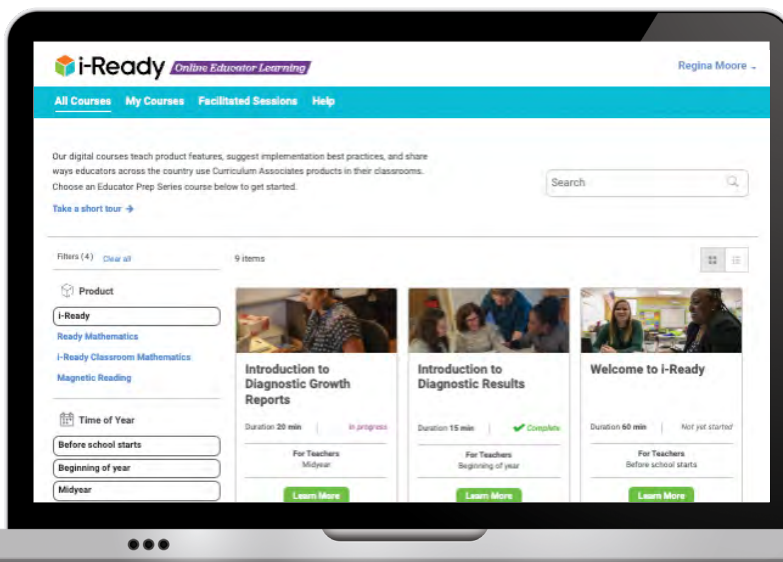 i-Ready Online Educator Learning
Regina Moore
All Courses My Courses Facilitated Sessions Help
Our digital courses teach product features, suggest implementation best practices, and share
ways educators across the country use Curriculum Associates products in their classrooms.
Choose an Educator Prep Series course below to get started.
Take a short tour →
Search
Filters (4) Clear all
9 items
Product
i-Ready
Ready Mathematics
i-Ready Classroom Mathematics
Magnetic Reading
Time of Year
Before school starts
Beginning of year
Midyear
Introduction to
Diagnostic Growth
Reports
Duration 20 min | In progress
For Teachers
Midyear
Learn More
Introduction to
Diagnostic Results
Duration 15 min | Complete
For Teachers
Beginning of year
Learn More
Welcome to i-Ready
Duration 60 min | Not yet started
For Teachers
Before school starts
Learn More